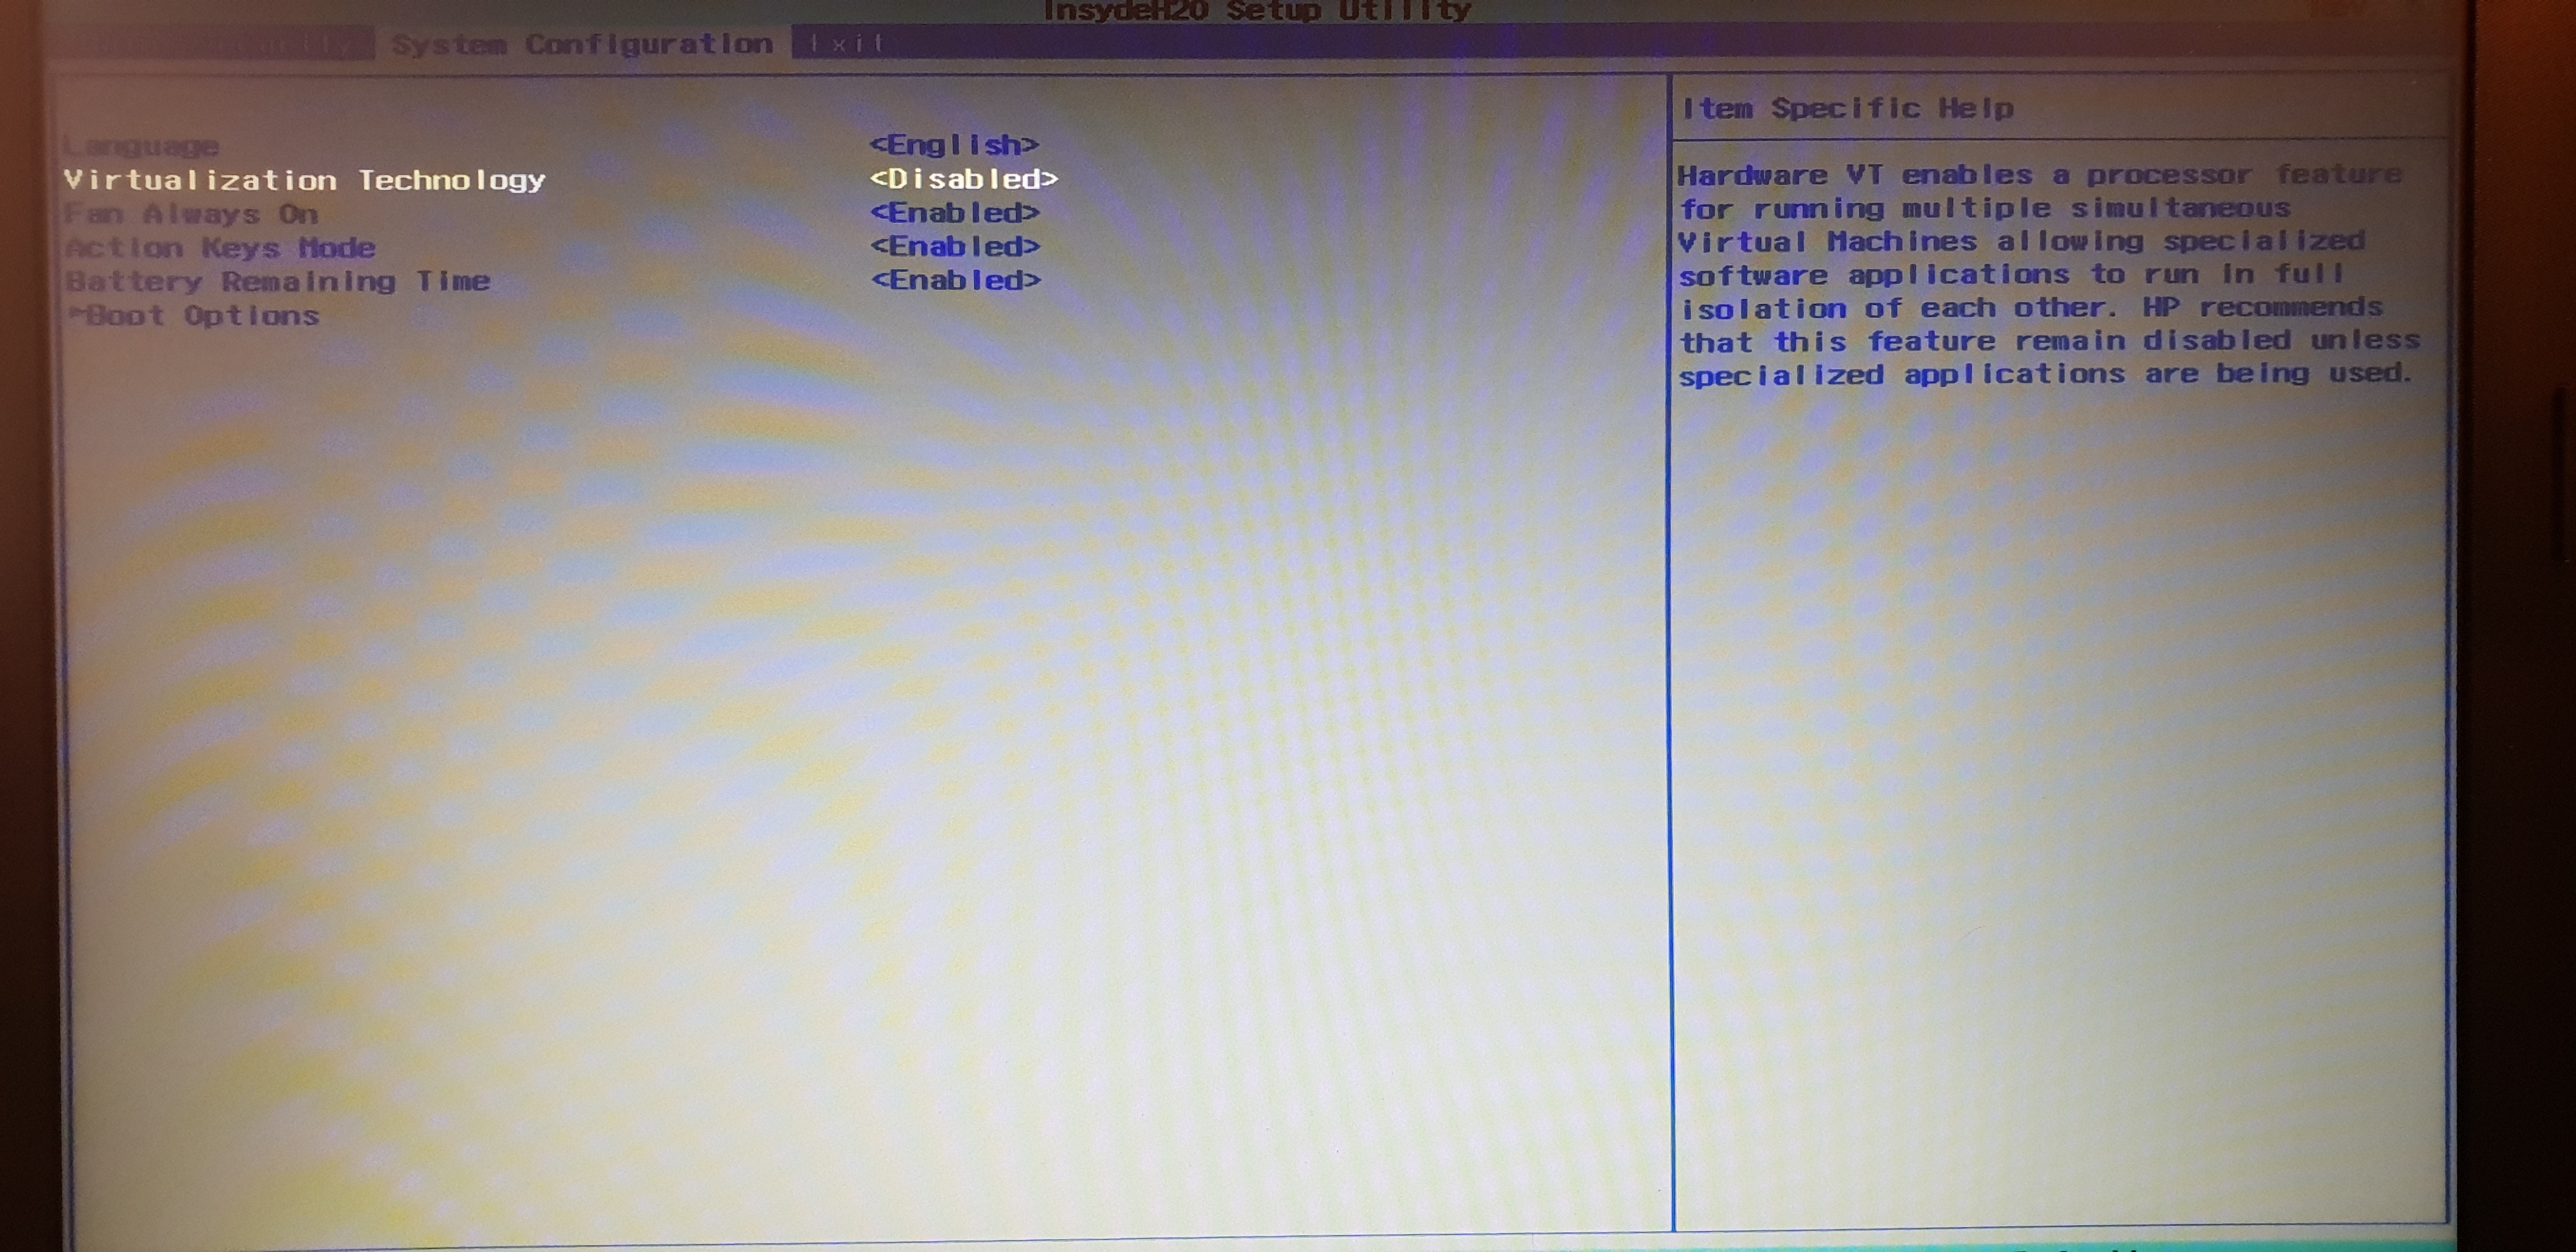 InsydeH20 Setup Utility
System Configuration Exit
Item Specific Help
Language <English>
Virtualization Technology <Disabled>
Fan Always On <Enabled>
Action Keys Mode <Enabled>
Battery Remaining Time <Enabled>
►Boot Options
Hardware VT enables a processor feature
for running multiple simultaneous
Virtual Machines allowing specialized
software applications to run in full
isolation of each other. HP recommends
that this feature remain disabled unless
specialized applications are being used.